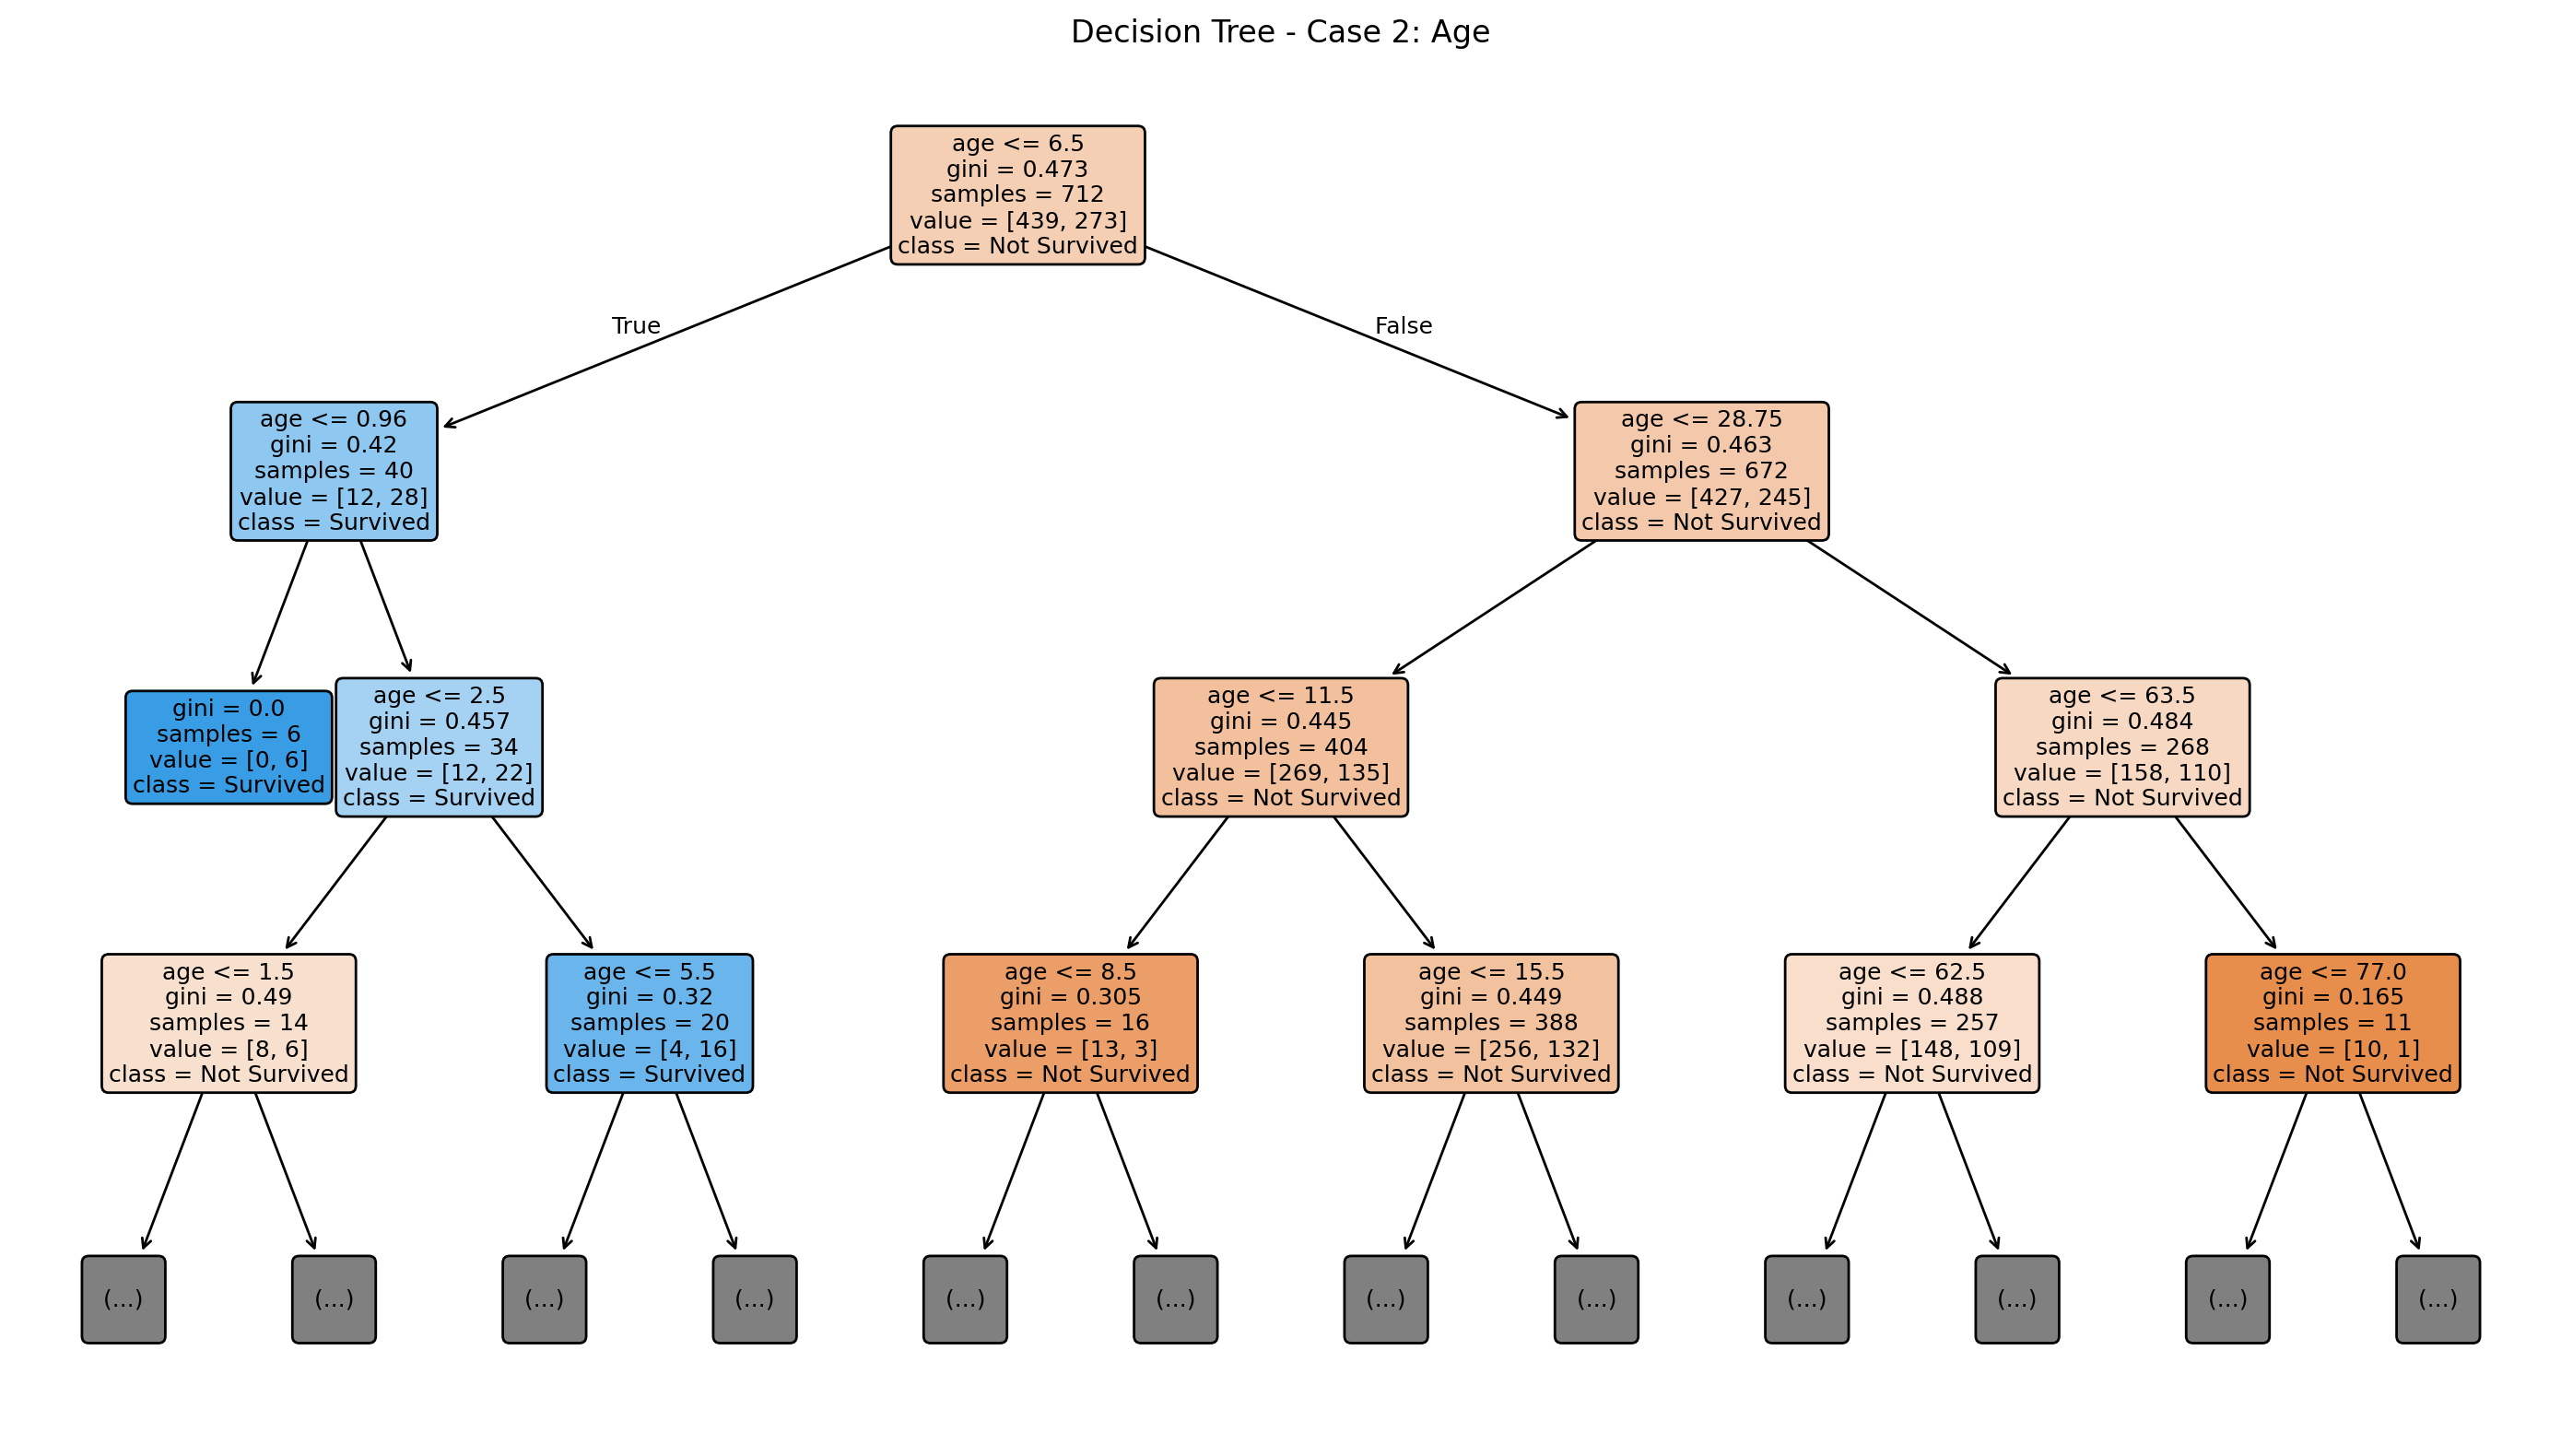 Decision Tree - Case 2: Age
age <= 6.5
gini = 0.473
samples = 712
value = [439, 273]
class = Not Survived
True
False
age <= 0.96
gini = 0.42
samples = 40
value = [12, 28]
class = Survived
age <= 28.75
gini = 0.463
samples = 672
value = [427, 245]
class = Not Survived
gini = 0.0
samples = 6
value = [0, 6]
class = Survived
age <= 2.5
gini = 0.457
samples = 34
value = [12, 22]
class = Survived
age <= 11.5
gini = 0.445
samples = 404
value = [269, 135]
class = Not Survived
age <= 63.5
gini = 0.484
samples = 268
value = [158, 110]
class = Not Survived
age <= 1.5
gini = 0.49
samples = 14
value = [8, 6]
class = Not Survived
age <= 5.5
gini = 0.32
samples = 20
value = [4, 16]
class = Survived
age <= 8.5
gini = 0.305
samples = 16
value = [13, 3]
class = Not Survived
age <= 15.5
gini = 0.449
samples = 388
value = [256, 132]
class = Not Survived
age <= 62.5
gini = 0.488
samples = 257
value = [148, 109]
class = Not Survived
age <= 77.0
gini = 0.165
samples = 11
value = [10, 1]
class = Not Survived
(...)
(...)
(...)
(...)
(...)
(...)
(...)
(...)
(...)
(...)
(...)
(...)